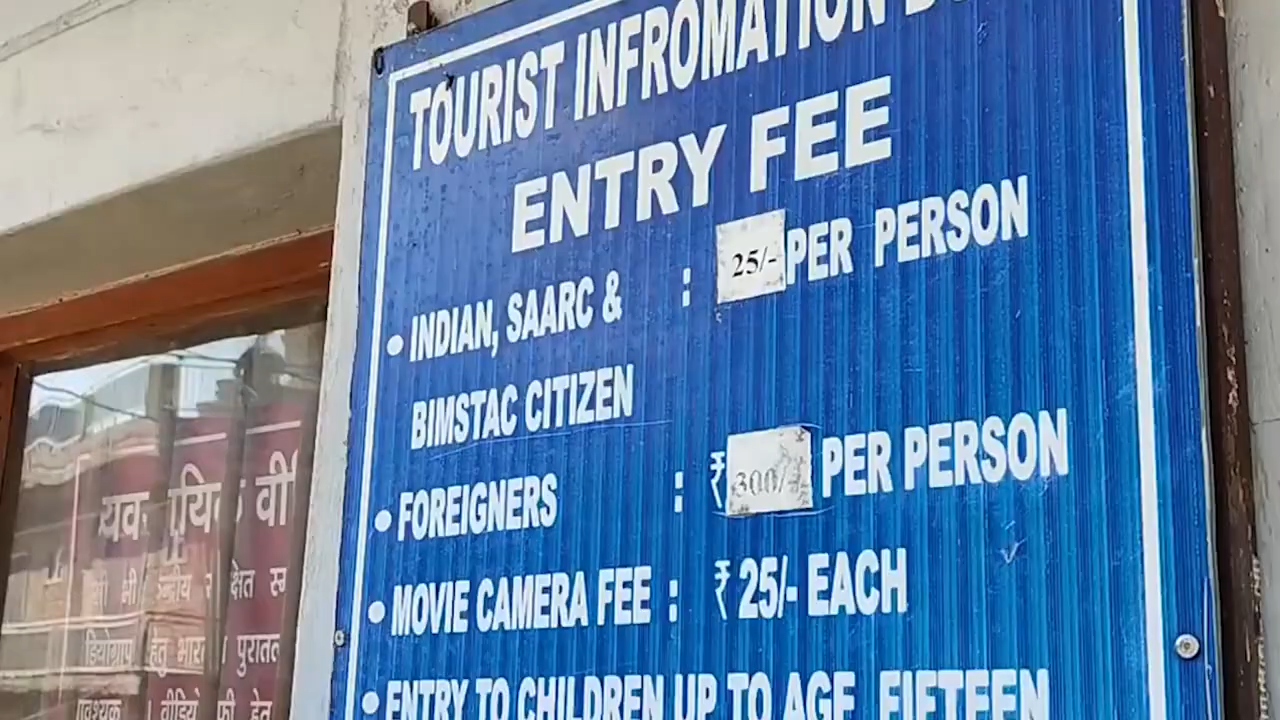 TOURIST INFROMATION
ENTRY FEE
• INDIAN, SAARC & : 25/- PER PERSON
BIMSTAC CITIZEN
• FOREIGNERS : ₹ 300/- PER PERSON
• MOVIE CAMERA FEE : ₹ 25/- EACH
• ENTRY TO CHILDREN UP TO AGE FIFTEEN
भी
हेतु भारत